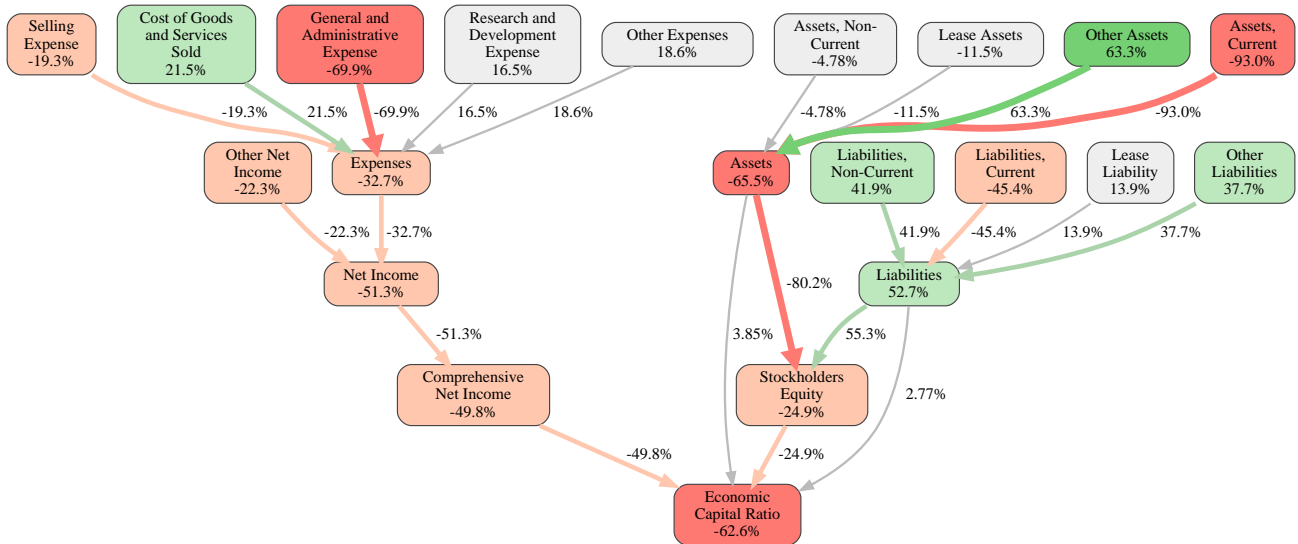 Selling
Expense
-19.3%
Cost of Goods
and Services
Sold
21.5%
General and
Administrative
Expense
-69.9%
Research and
Development
Expense
16.5%
Other Expenses
18.6%
Assets, Non-
Current
-4.78%
Lease Assets
-11.5%
Other Assets
63.3%
Assets,
Current
-93.0%
-19.3%
21.5%
-69.9%
16.5%
18.6%
-4.78%
-11.5%
63.3%
-93.0%
Other Net
Income
-22.3%
Expenses
-32.7%
Assets
-65.5%
Liabilities,
Non-Current
41.9%
Liabilities,
Current
-45.4%
Lease
Liability
13.9%
Other
Liabilities
37.7%
-22.3%
-32.7%
41.9%
-45.4%
13.9%
37.7%
Net Income
-51.3%
-80.2%
Liabilities
52.7%
-51.3%
3.85%
55.3%
Comprehensive
Net Income
-49.8%
Stockholders
Equity
-24.9%
2.77%
-49.8%
-24.9%
Economic
Capital Ratio
-62.6%